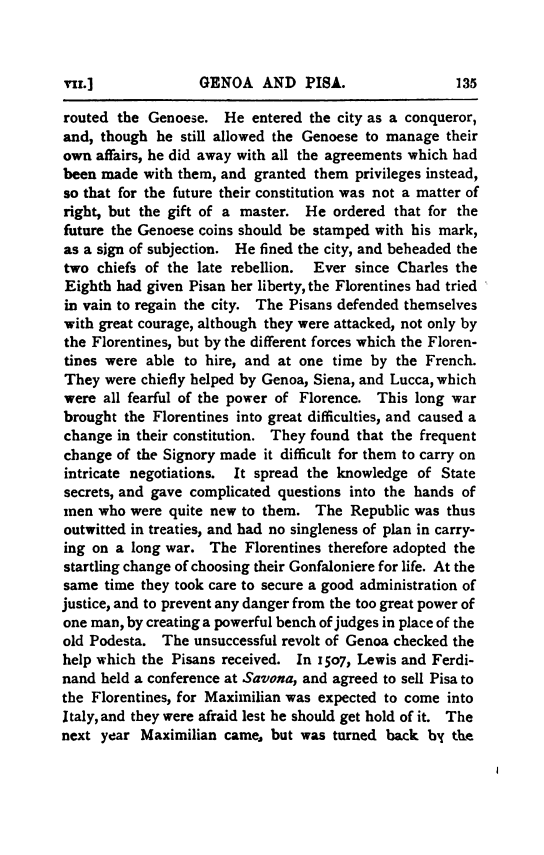 VII.] GENOA AND PISA. 135
routed the Genoese. He entered the city as a conqueror,
and, though he still allowed the Genoese to manage their
own affairs, he did away with all the agreements which had
been made with them, and granted them privileges instead,
so that for the future their constitution was not a matter of
right, but the gift of a master. He ordered that for the
future the Genoese coins should be stamped with his mark,
as a sign of subjection. He fined the city, and beheaded the
two chiefs of the late rebellion. Ever since Charles the
Eighth had given Pisan her liberty, the Florentines had tried
in vain to regain the city. The Pisans defended themselves
with great courage, although they were attacked, not only by
the Florentines, but by the different forces which the Floren-
tines were able to hire, and at one time by the French.
They were chiefly helped by Genoa, Siena, and Lucca, which
were all fearful of the power of Florence. This long war
brought the Florentines into great difficulties, and caused a
change in their constitution. They found that the frequent
change of the Signory made it difficult for them to carry on
intricate negotiations. It spread the knowledge of State
secrets, and gave complicated questions into the hands of
men who were quite new to them. The Republic was thus
outwitted in treaties, and had no singleness of plan in carry-
ing on a long war. The Florentines therefore adopted the
startling change of choosing their Gonfaloniere for life. At the
same time they took care to secure a good administration of
justice, and to prevent any danger from the too great power of
one man, by creating a powerful bench of judges in place of the
old Podesta. The unsuccessful revolt of Genoa checked the
help which the Pisans received. In 1507, Lewis and Ferdi-
nand held a conference at Savona, and agreed to sell Pisa to
the Florentines, for Maximilian was expected to come into
Italy, and they were afraid lest he should get hold of it. The
next year Maximilian came, but was turned back by the